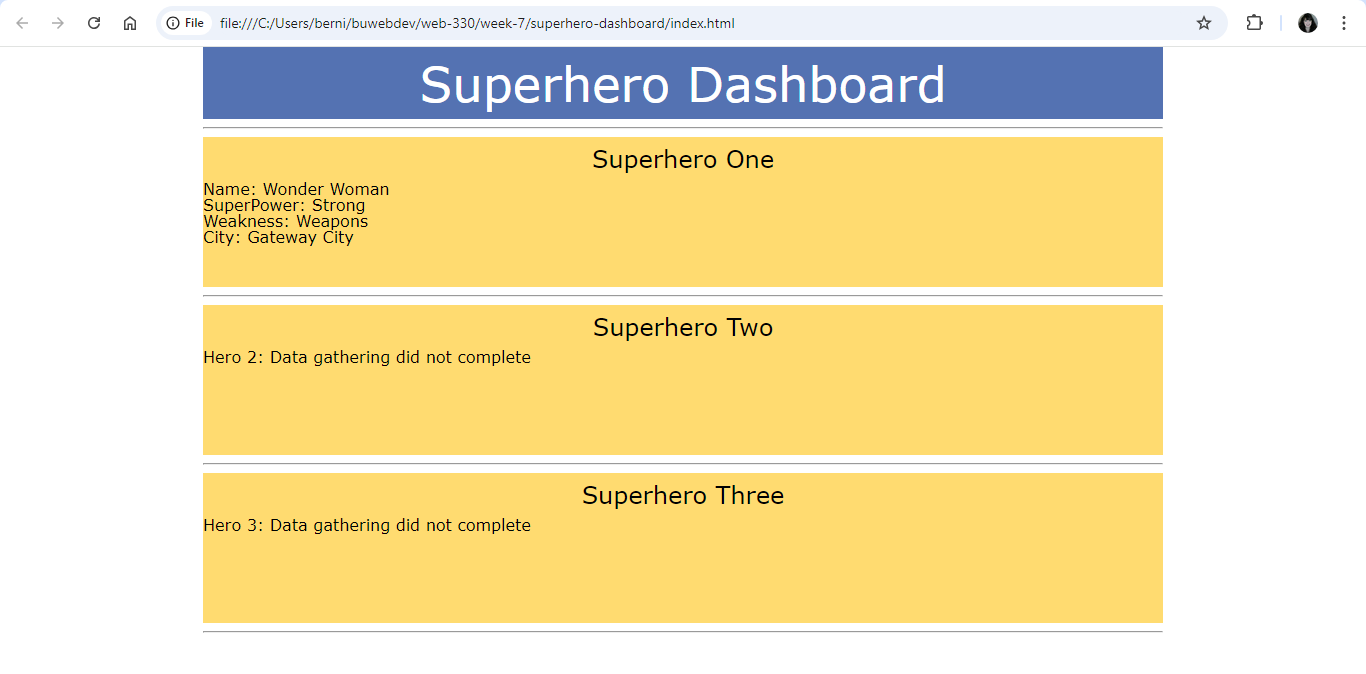 File
file:///C:/Users/berni/buwebdev/web-330/week-7/superhero-dashboard/index.html
Superhero Dashboard
Superhero One
Name: Wonder Woman
SuperPower: Strong
Weakness: Weapons
City: Gateway City
Superhero Two
Hero 2: Data gathering did not complete
Superhero Three
Hero 3: Data gathering did not complete